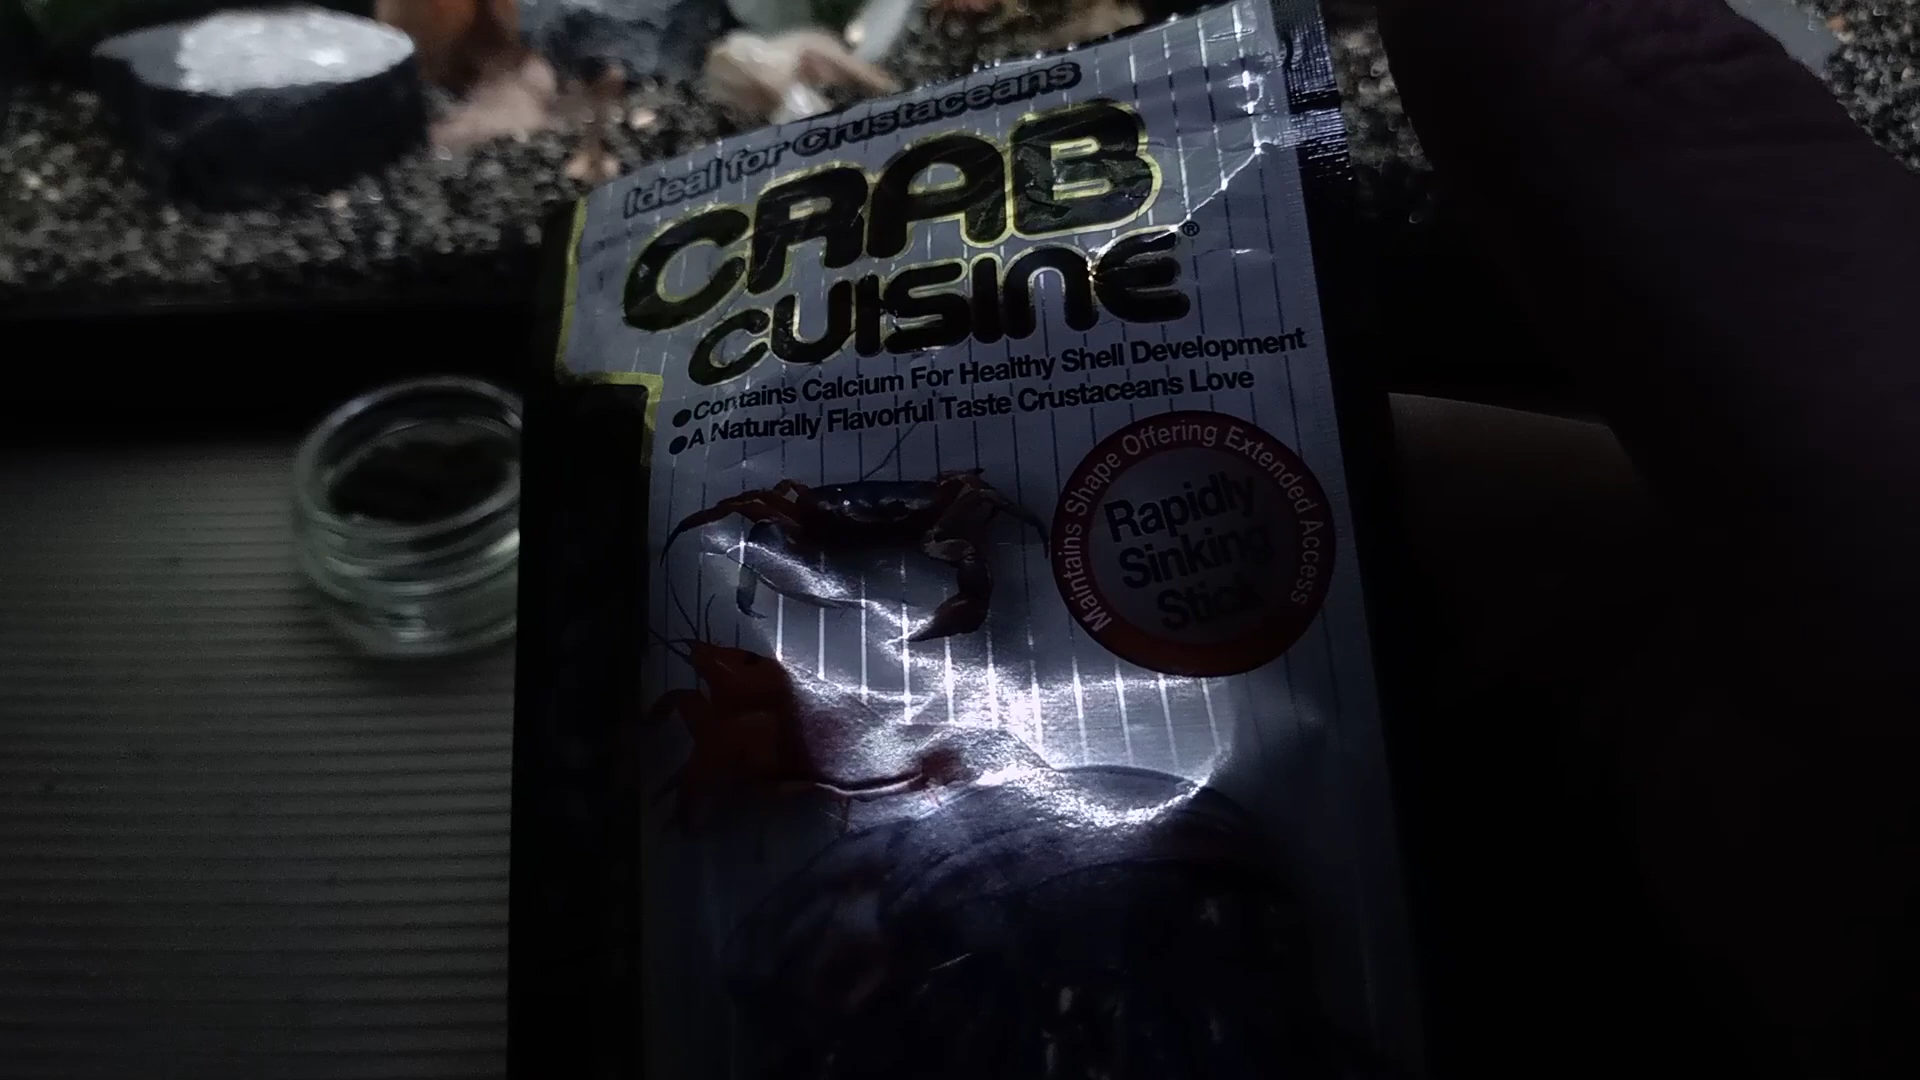 Ideal for Crustaceans
CRAB
CUISINE®
●Contains Calcium For Healthy Shell Development
●A Naturally Flavorful Taste Crustaceans Love
Maintains Shape Offering Extended Access
Rapidly
Sinking
Stick